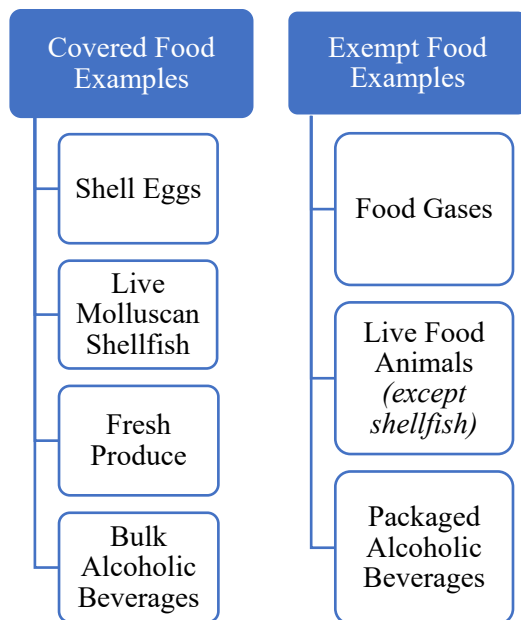 Covered Food
Examples
Shell Eggs
Live
Molluscan
Shellfish
Fresh
Produce
Bulk
Alcoholic
Beverages
Exempt Food
Examples
Food Gases
Live Food
Animals
(except
shellfish)
Packaged
Alcoholic
Beverages